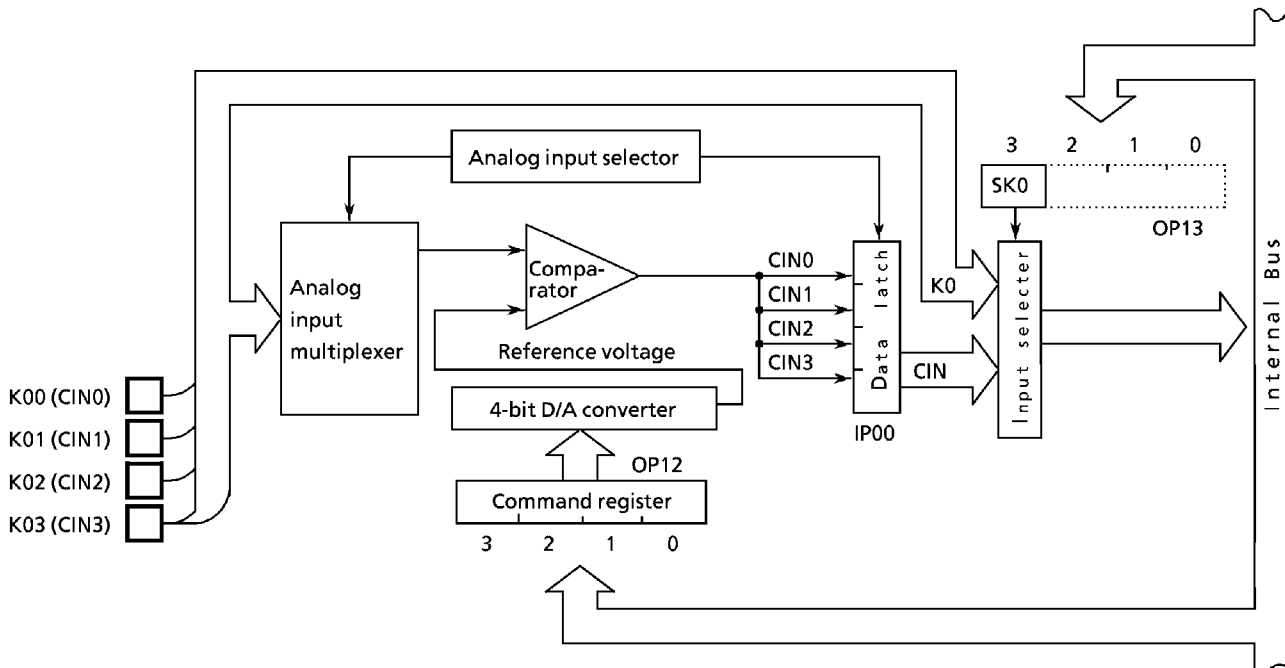 3 2 1 0
Analog input selector
SK0
OP13
Analog
input
multiplexer
Compa-
rator
CIN0
CIN1
CIN2
CIN3
Data latch
K0
CIN
Input selecter
Internal Bus
Reference voltage
K00 (CIN0)
K01 (CIN1)
K02 (CIN2)
K03 (CIN3)
4-bit D/A converter
IP00
OP12
Command register
3 2 1 0